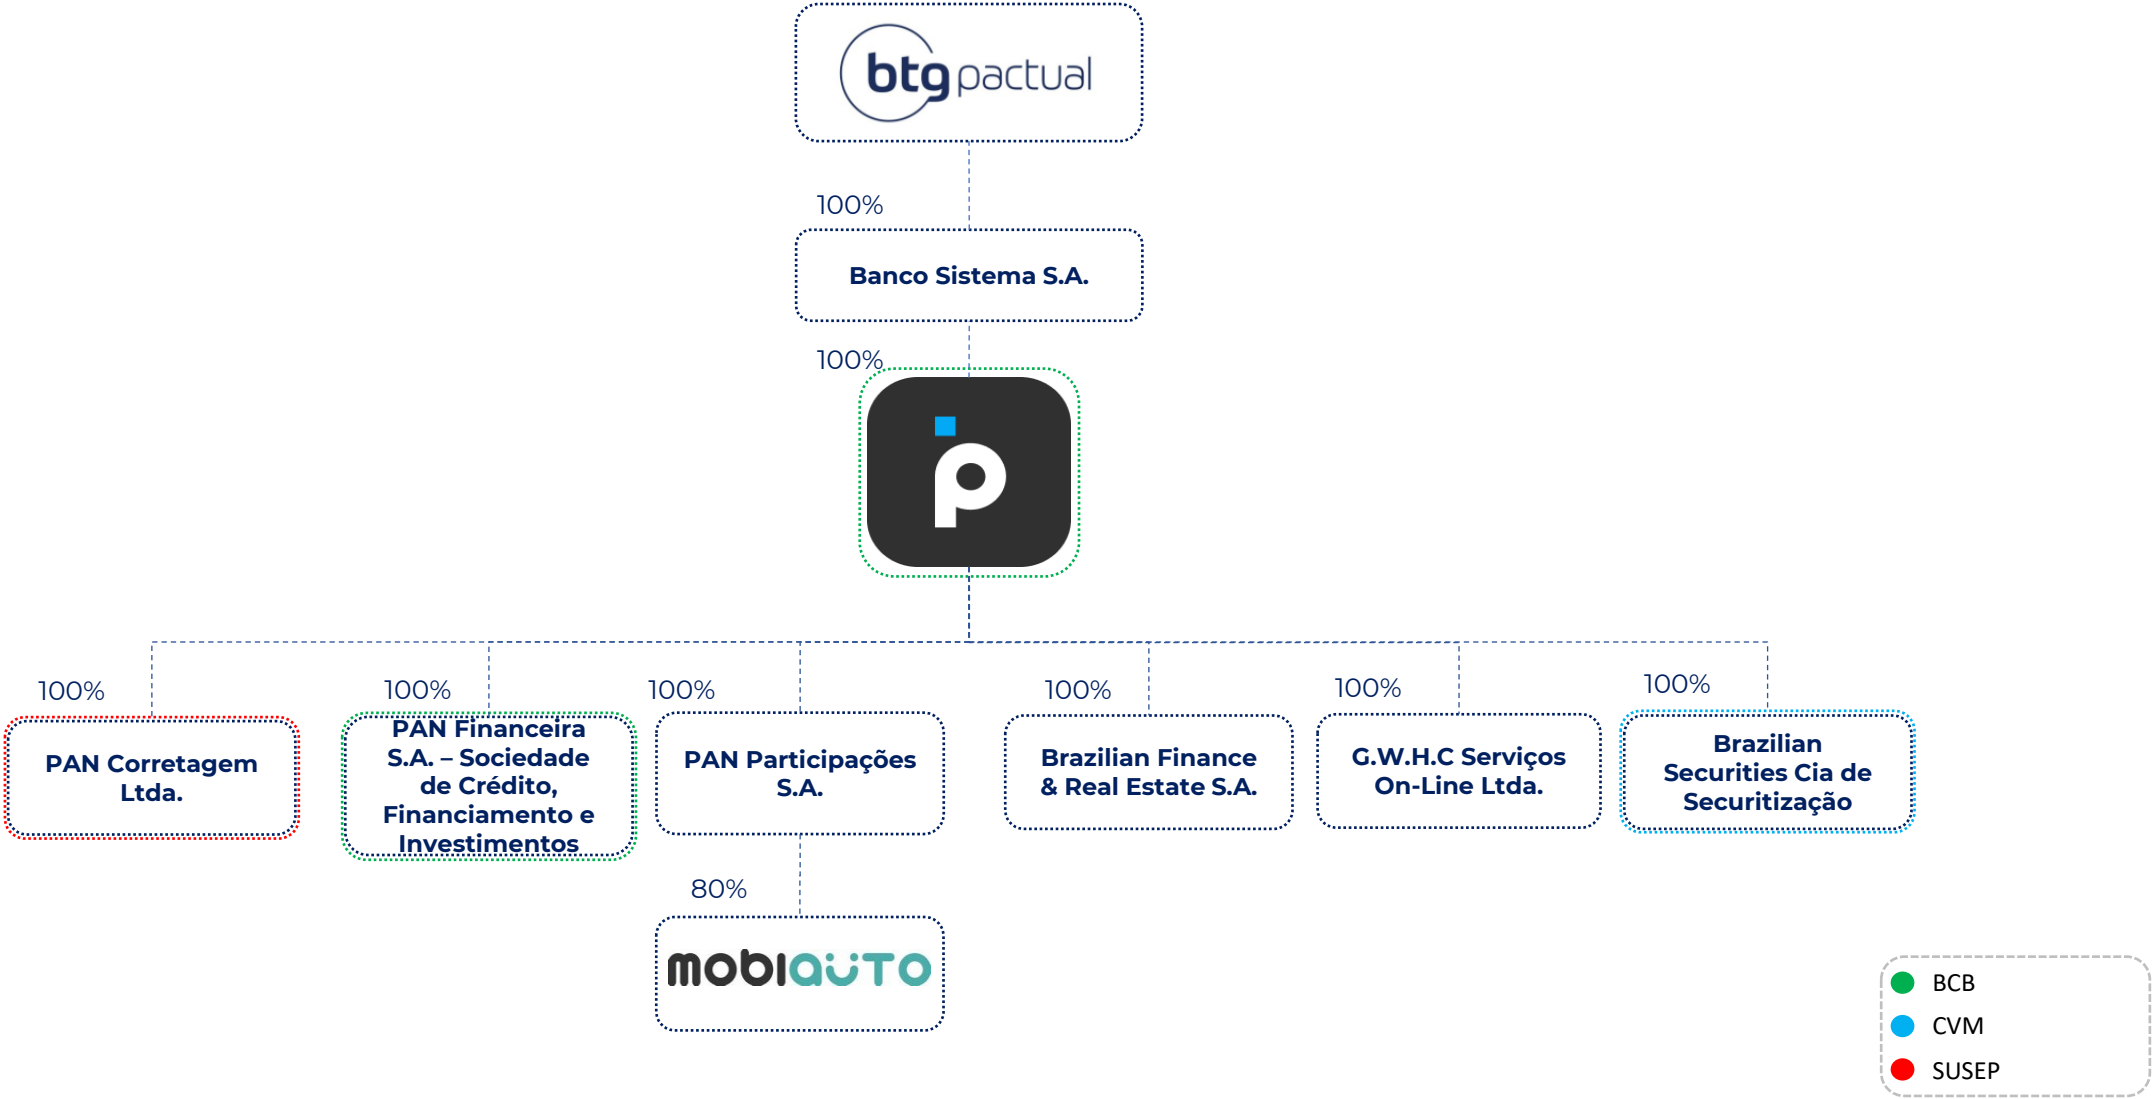 btg pactual
100%
Banco Sistema S.A.
100%
p
100%
PAN Corretagem
Ltda.
100%
PAN Financeira
S.A. – Sociedade
de Crédito,
Financiamento e
Investimentos
100%
PAN Participações
S.A.
100%
Brazilian Finance
& Real Estate S.A.
100%
G.W.H.C Serviços
On-Line Ltda.
100%
Brazilian
Securities Cia de
Securitização
80%
mobiauto
BCB
CVM
SUSEP